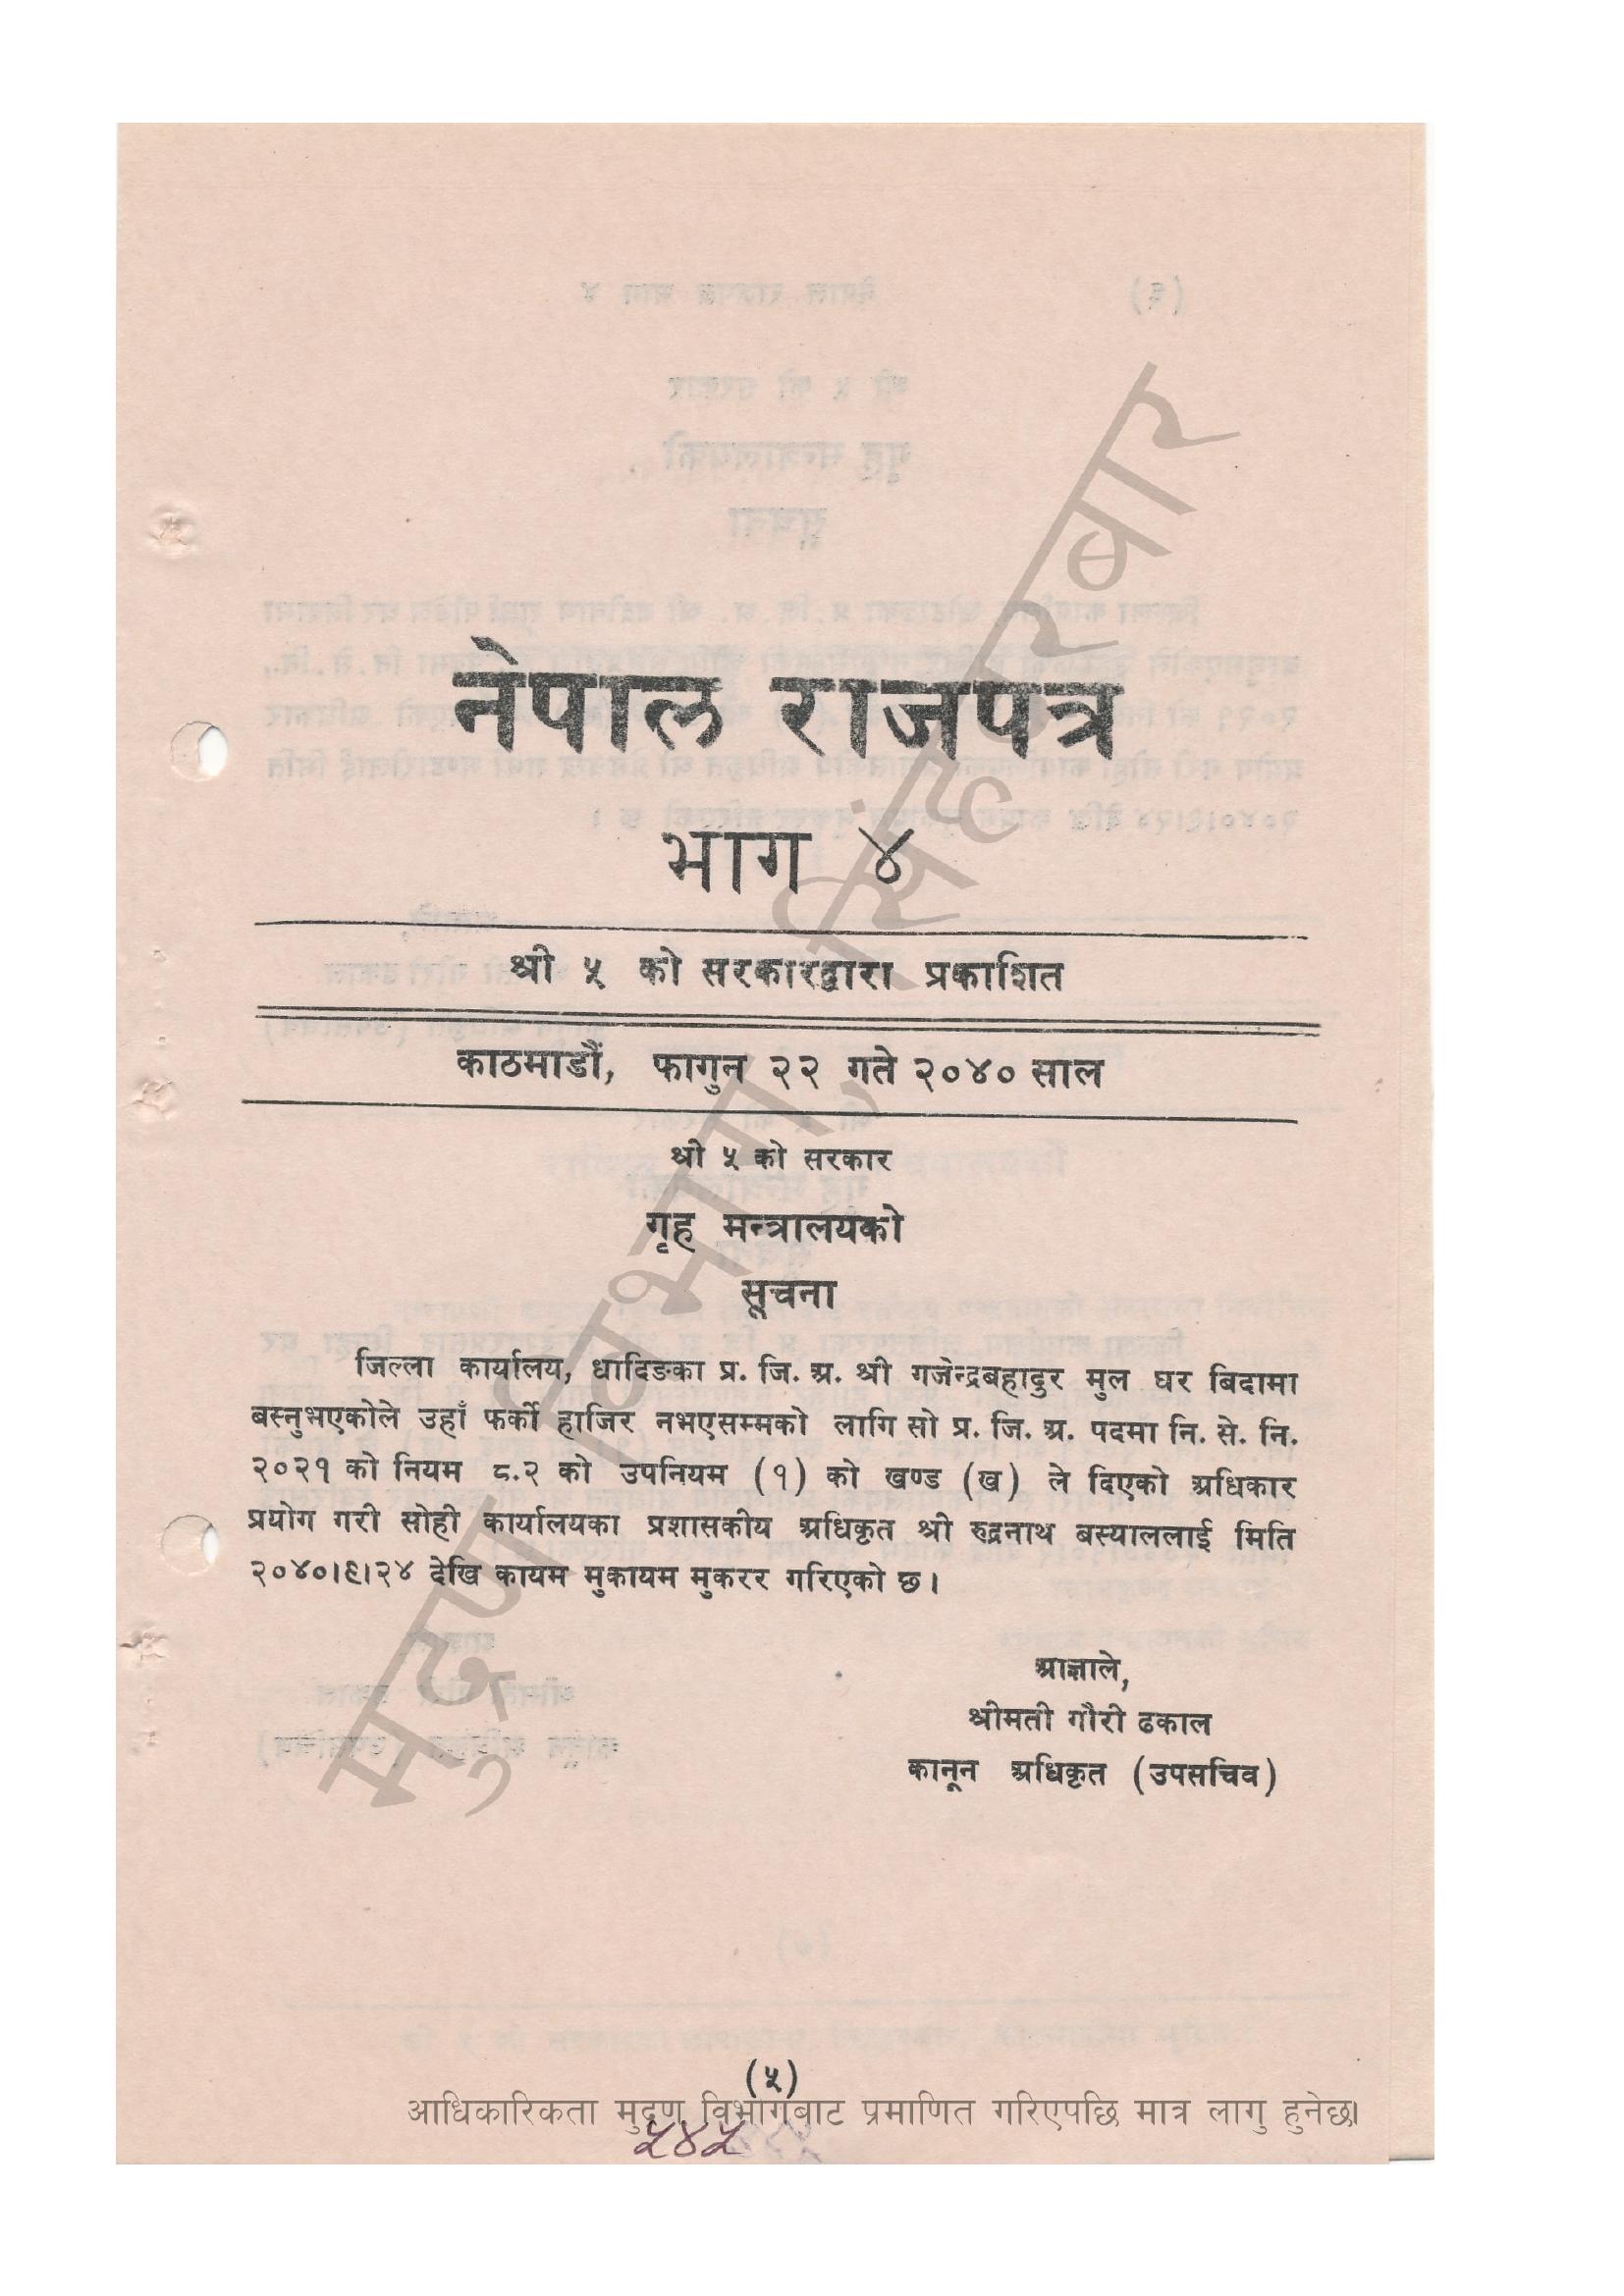 नेपाल राजपत्र
भाग ४
श्री ५ को सरकारद्वारा प्रकाशित
काठमाडौं, फागुन २२ गते २०४० साल
श्री ५ को सरकार
गृह मन्त्रालयको
सूचना
जिल्ला कार्यालय, धादिङका प्र. जि. अ. श्री गजेन्द्रबहादुर मुल घर बिदामा
बस्नुभएकोले उहाँ फर्की हाजिर नभएसम्मको लागि सो प्र. जि. अ. पदमा नि. से. नि.
२०२१ को नियम ८.२ को उपनियम (१) को खण्ड (ख) ले दिएको अधिकार
प्रयोग गरी सोही कार्यालयका प्रशासकीय अधिकृत श्री रुद्रनाथ बस्याललाई मिति
२०४०।९।२४ देखि कायम मुकायम मुकरर गरिएको छ।
आज्ञाले,
श्रीमती गौरी ढकाल
कानून अधिकृत (उपसचिव)
(५)
आधिकारिकता मुद्रण विभागबाट प्रमाणित गरिएपछि मात्र लागु हुनेछ।
५४५
मुद्रण विभाग, सिंहदरबार